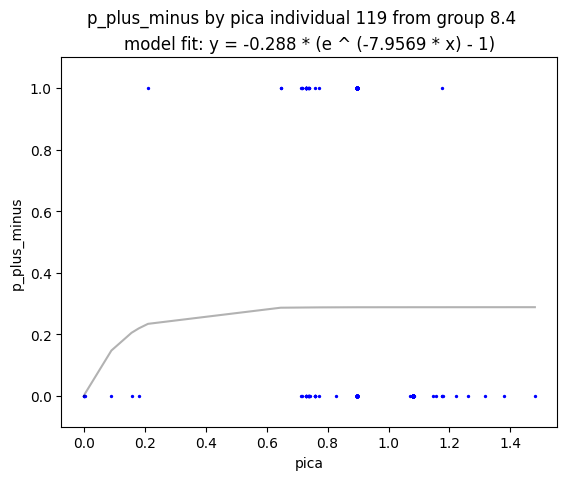 p_plus_minus by pica individual 119 from group 8.4
model fit: y = -0.288 * (e ^ (-7.9569 * x) - 1)
1.0
0.8
0.6
0.4
0.2
0.0
p_plus_minus
0.0 0.2 0.4 0.6 0.8 1.0 1.2 1.4
pica